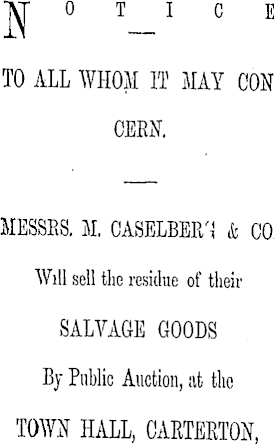 NOTICE
TO ALL WHOM IT MAY CON
CERN.
MESSRS. M. CASELBERG & CO
Will sell the residue of their
SALVAGE GOODS
By Public Auction, at the
TOWN HALL, CARTERTON,